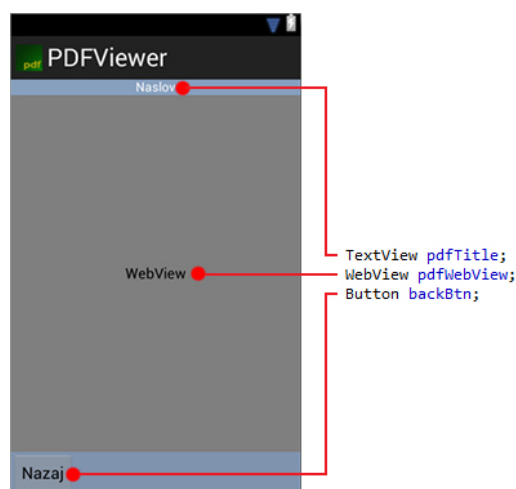 pdf PDFViewer
Naslov
WebView
TextView pdfTitle;
WebView pdfWebView;
Button backBtn;
Nazaj